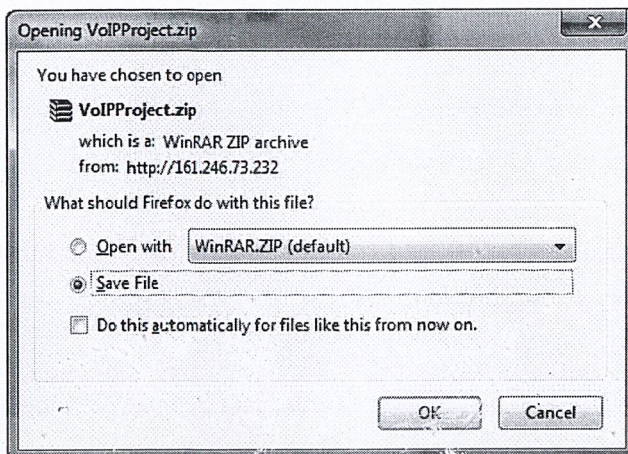 Opening VoIPProject.zip
You have chosen to open
VoIPProject.zip
which is a: WinRAR ZIP archive
from: http://161.246.73.232
What should Firefox do with this file?
Open with WinRAR.ZIP (default)
Save File
Do this automatically for files like this from now on.
OK Cancel